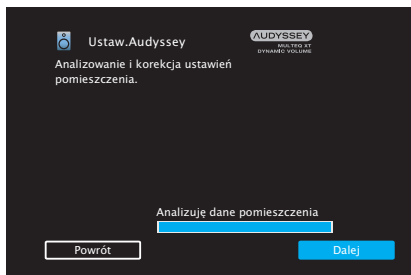 Ustaw.Audyssey
AUDYSSEY
MULTEQ XT
DYNAMIC VOLUME
Analizowanie i korekcja ustawień
pomieszczenia.
Analizuję dane pomieszczenia
Powrót
Dalej